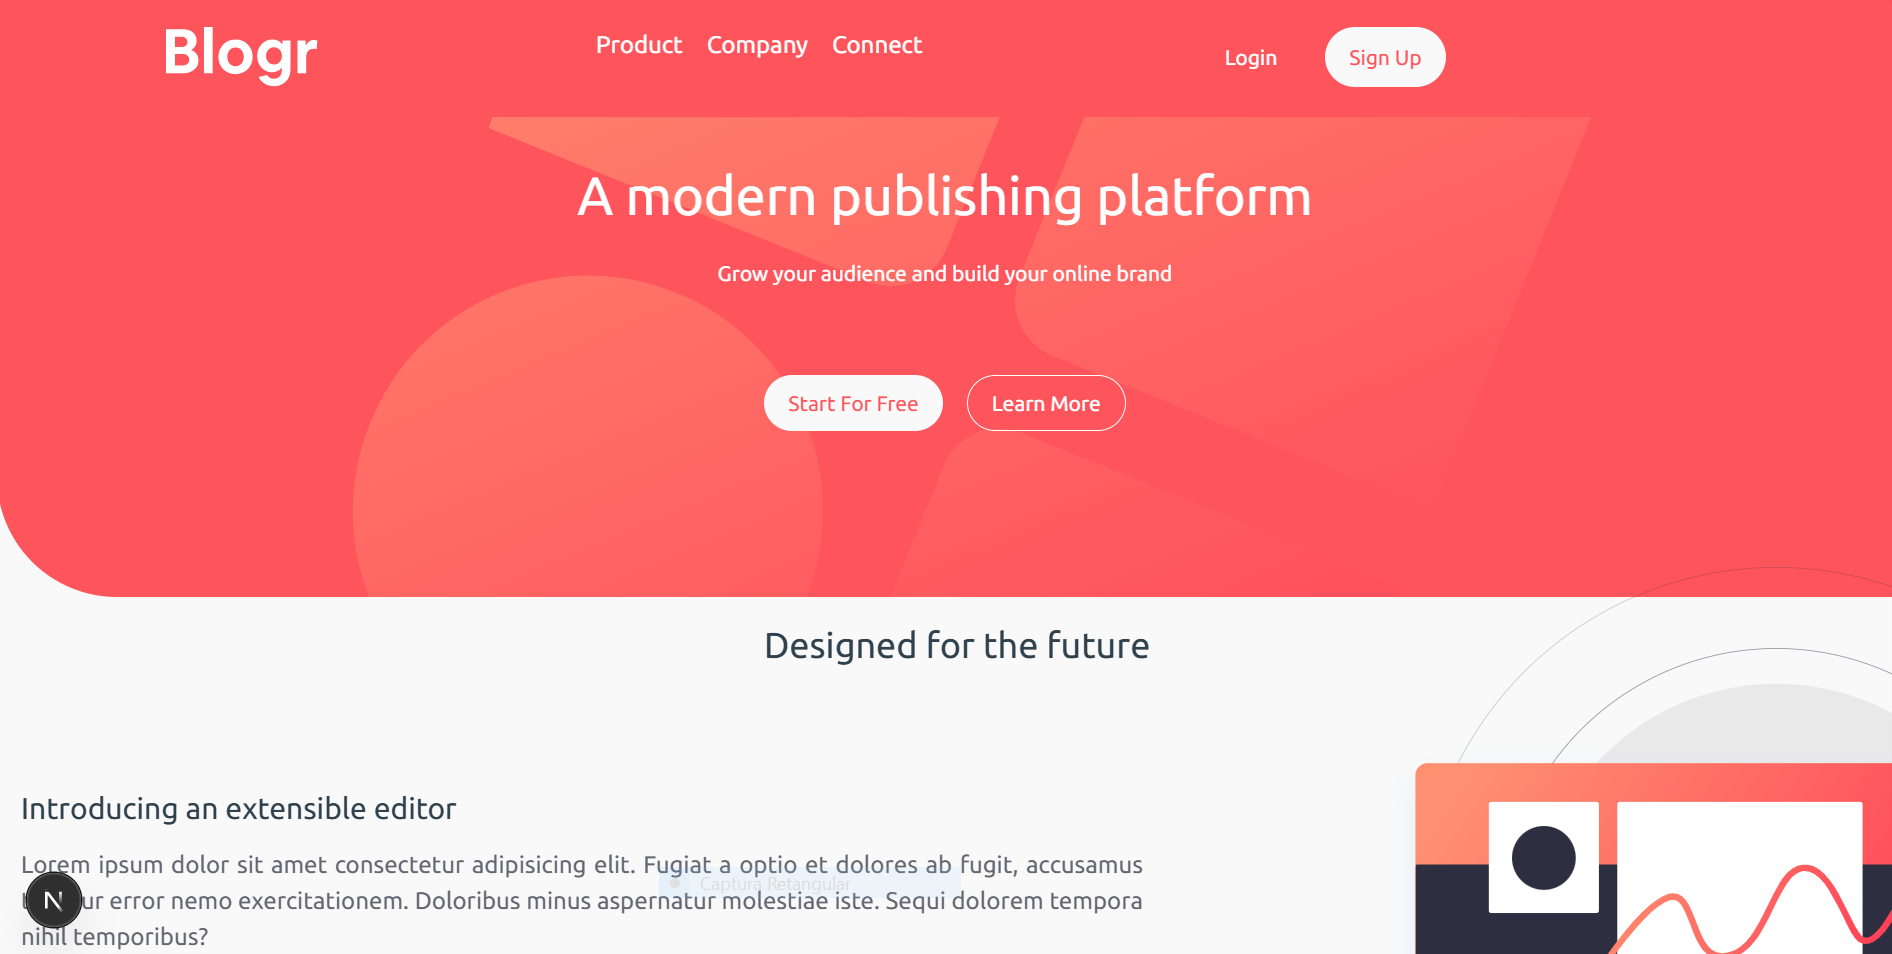 Blogr
Product Company Connect
Login
Sign Up
A modern publishing platform
Grow your audience and build your online brand
Start For Free
Learn More
Designed for the future
Introducing an extensible editor
Lorem ipsum dolor sit amet consectetur adipisicing elit. Fugiat a optio et dolores ab fugit, accusamus
ur error nemo exercitationem. Doloribus minus aspernatur molestiae iste. Sequi dolorem tempora
nihil temporibus?
Captura Retangular
N